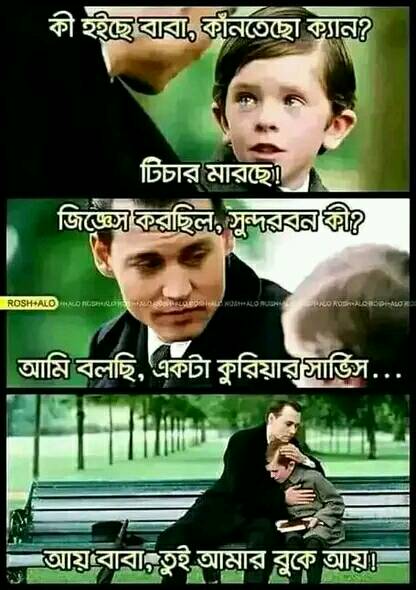 কী হইছে বাবা, কাঁনতেছো ক্যান?
টিচার মারছে!
জিজ্ঞেস করছিল, সুন্দরবন কী?
ROSH+ALO
আমি বলছি, একটা কুরিয়ার সার্ভিস...
আয় বাবা, তুই আমার বুকে আয়!